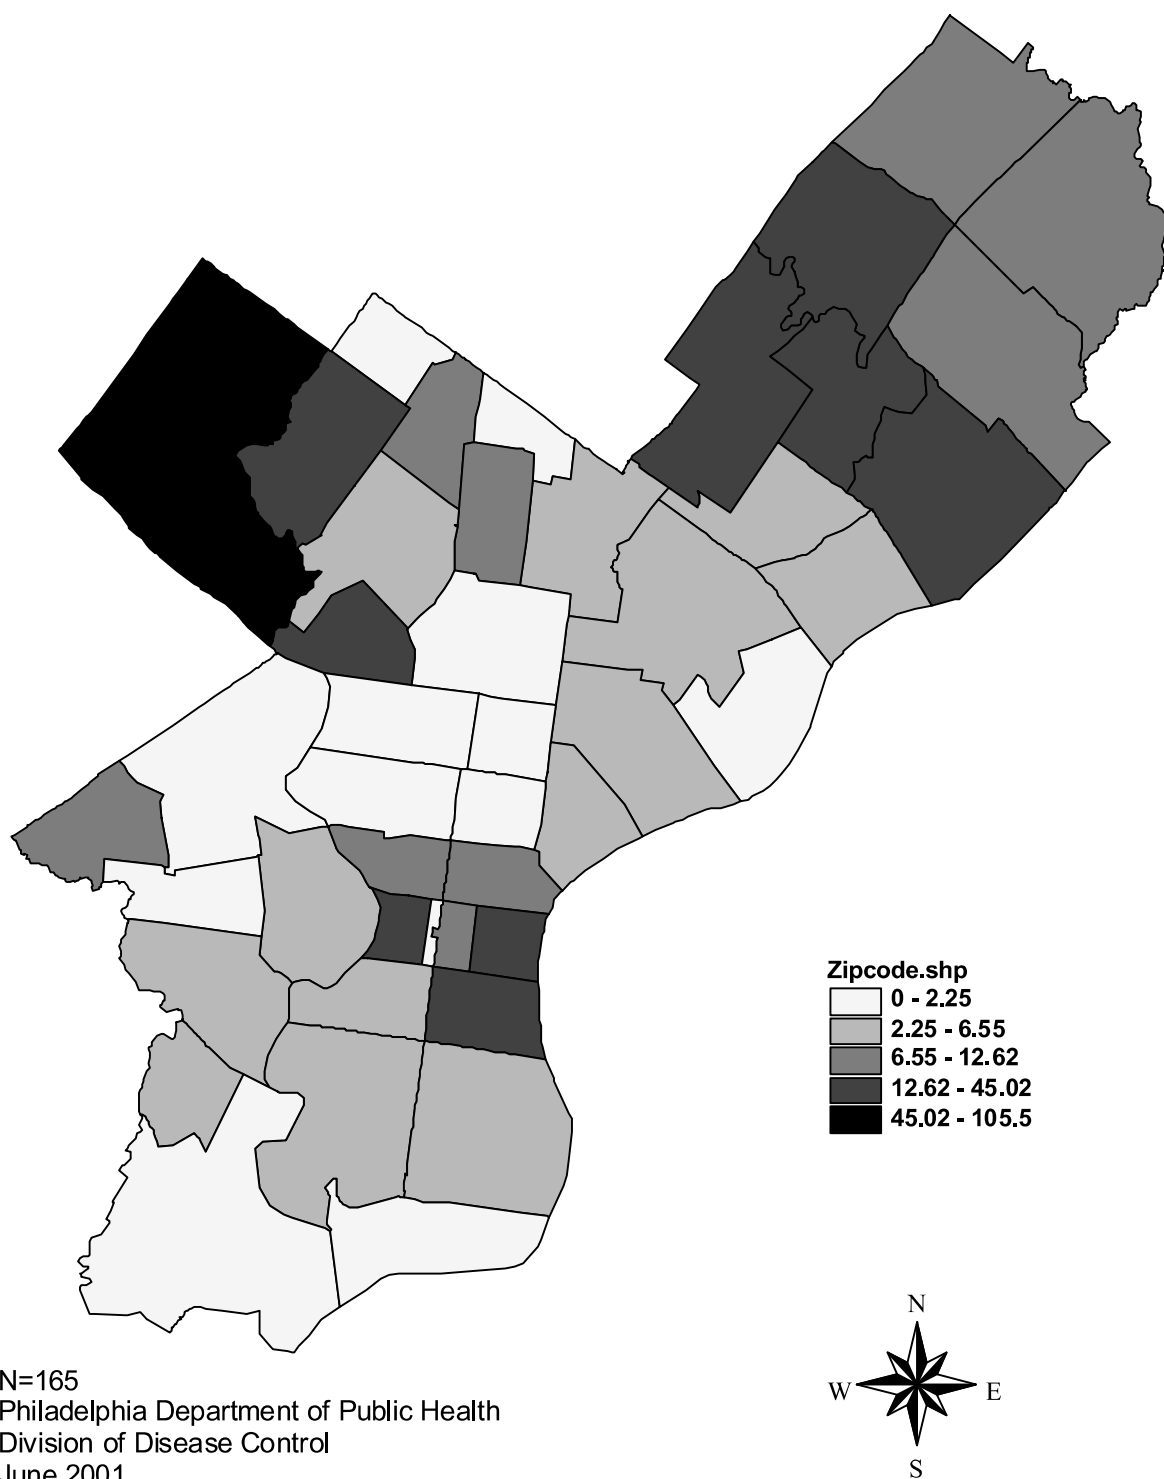 Zipcode.shp
0 - 2.25
2.25 - 6.55
6.55 - 12.62
12.62 - 45.02
45.02 - 105.5
N
W E
S
N=165
Philadelphia Department of Public Health
Division of Disease Control
June 2001